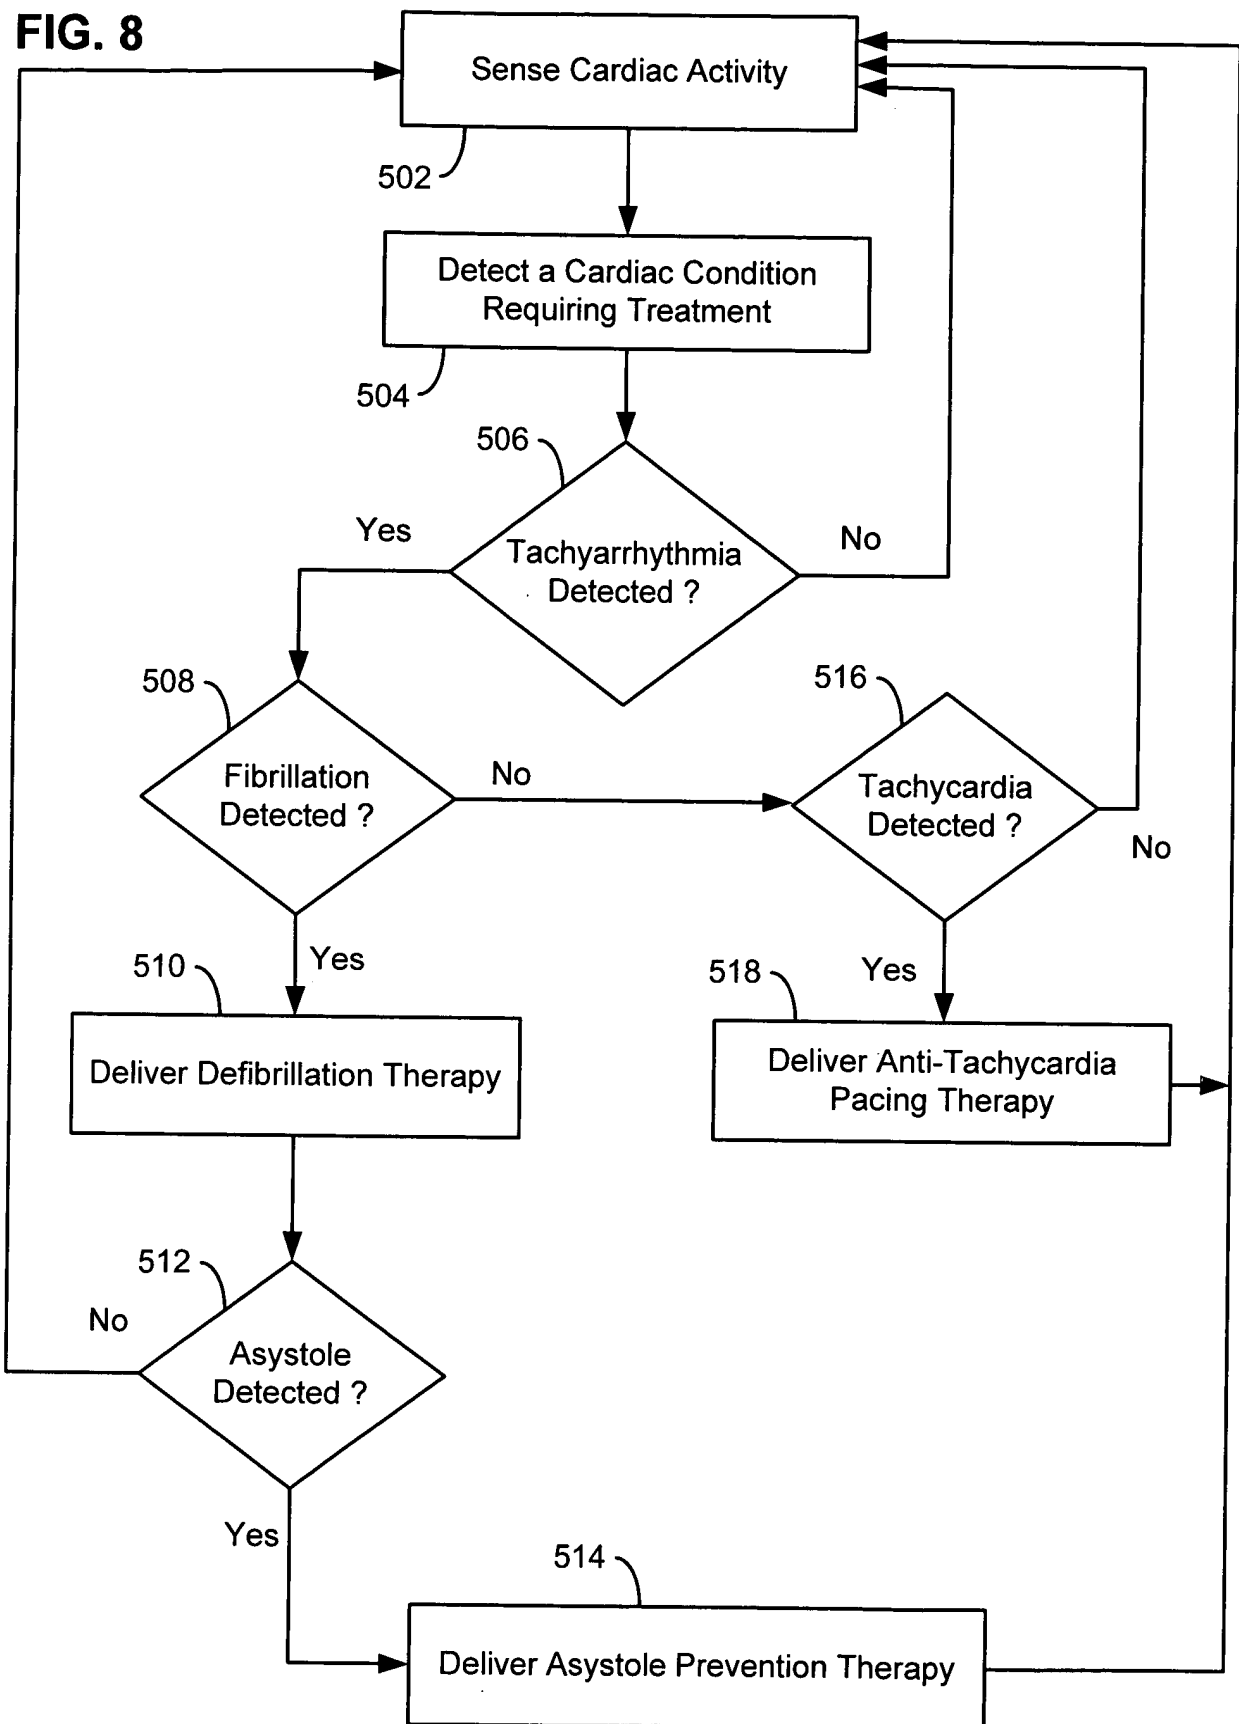 FIG. 8
Sense Cardiac Activity
502
Detect a Cardiac Condition
Requiring Treatment
504
506
Yes
Tachyarrhythmia
Detected ?
No
508
516
Fibrillation
Detected ?
No
Tachycardia
Detected ?
No
510
Yes
518
Yes
Deliver Defibrillation Therapy
Deliver Anti-Tachycardia
Pacing Therapy
512
No
Asystole
Detected ?
Yes
514
Deliver Asystole Prevention Therapy